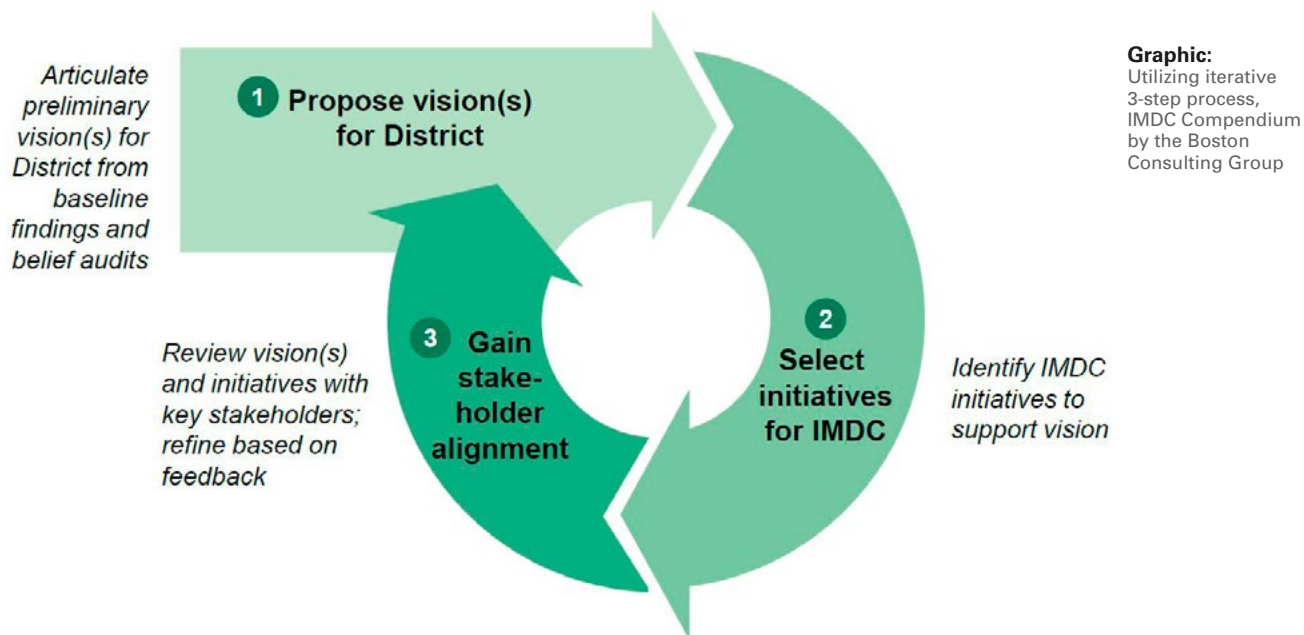 Articulate
preliminary
vision(s) for
District from
baseline
findings and
belief audits
1 Propose vision(s)
for District
2
Select
initiatives
for IMDC
Identify IMDC
initiatives to
support vision
3 Gain
stake-
holder
alignment
Review vision(s)
and initiatives with
key stakeholders;
refine based on
feedback
Graphic:
Utilizing iterative
3-step process,
IMDC Compendium
by the Boston
Consulting Group